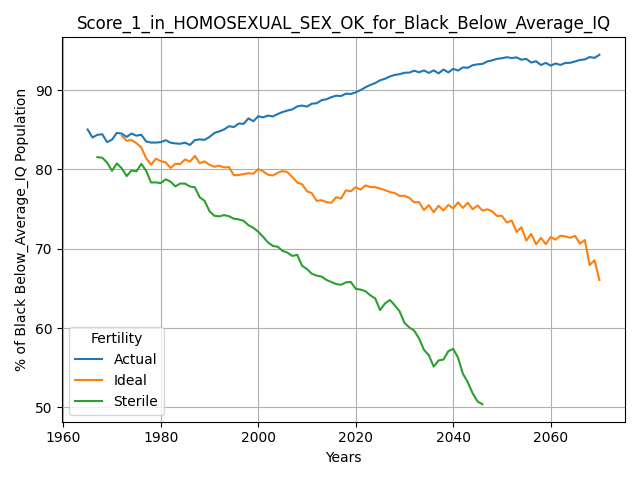 Score_1_in_HOMOSEXUAL_SEX_OK_for_Black_Below_Average_IQ
% of Black Below_Average_IQ Population
90
80
70
60
50
Fertility
Actual
Ideal
Sterile
1960 1980 2000 2020 2040 2060
Years